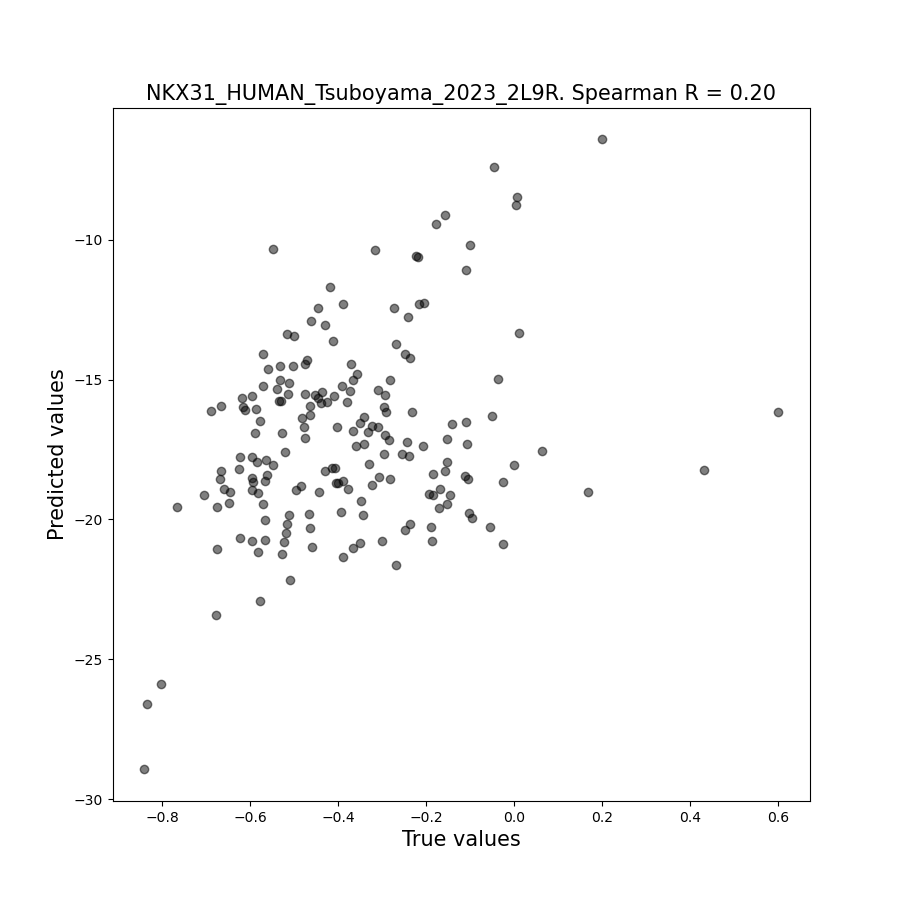 NKX31_HUMAN_Tsuboyama_2023_2L9R. Spearman R = 0.20
Predicted values
−10
−15
−20
−25
−30
−0.8 −0.6 −0.4 −0.2 0.0 0.2 0.4 0.6
True values